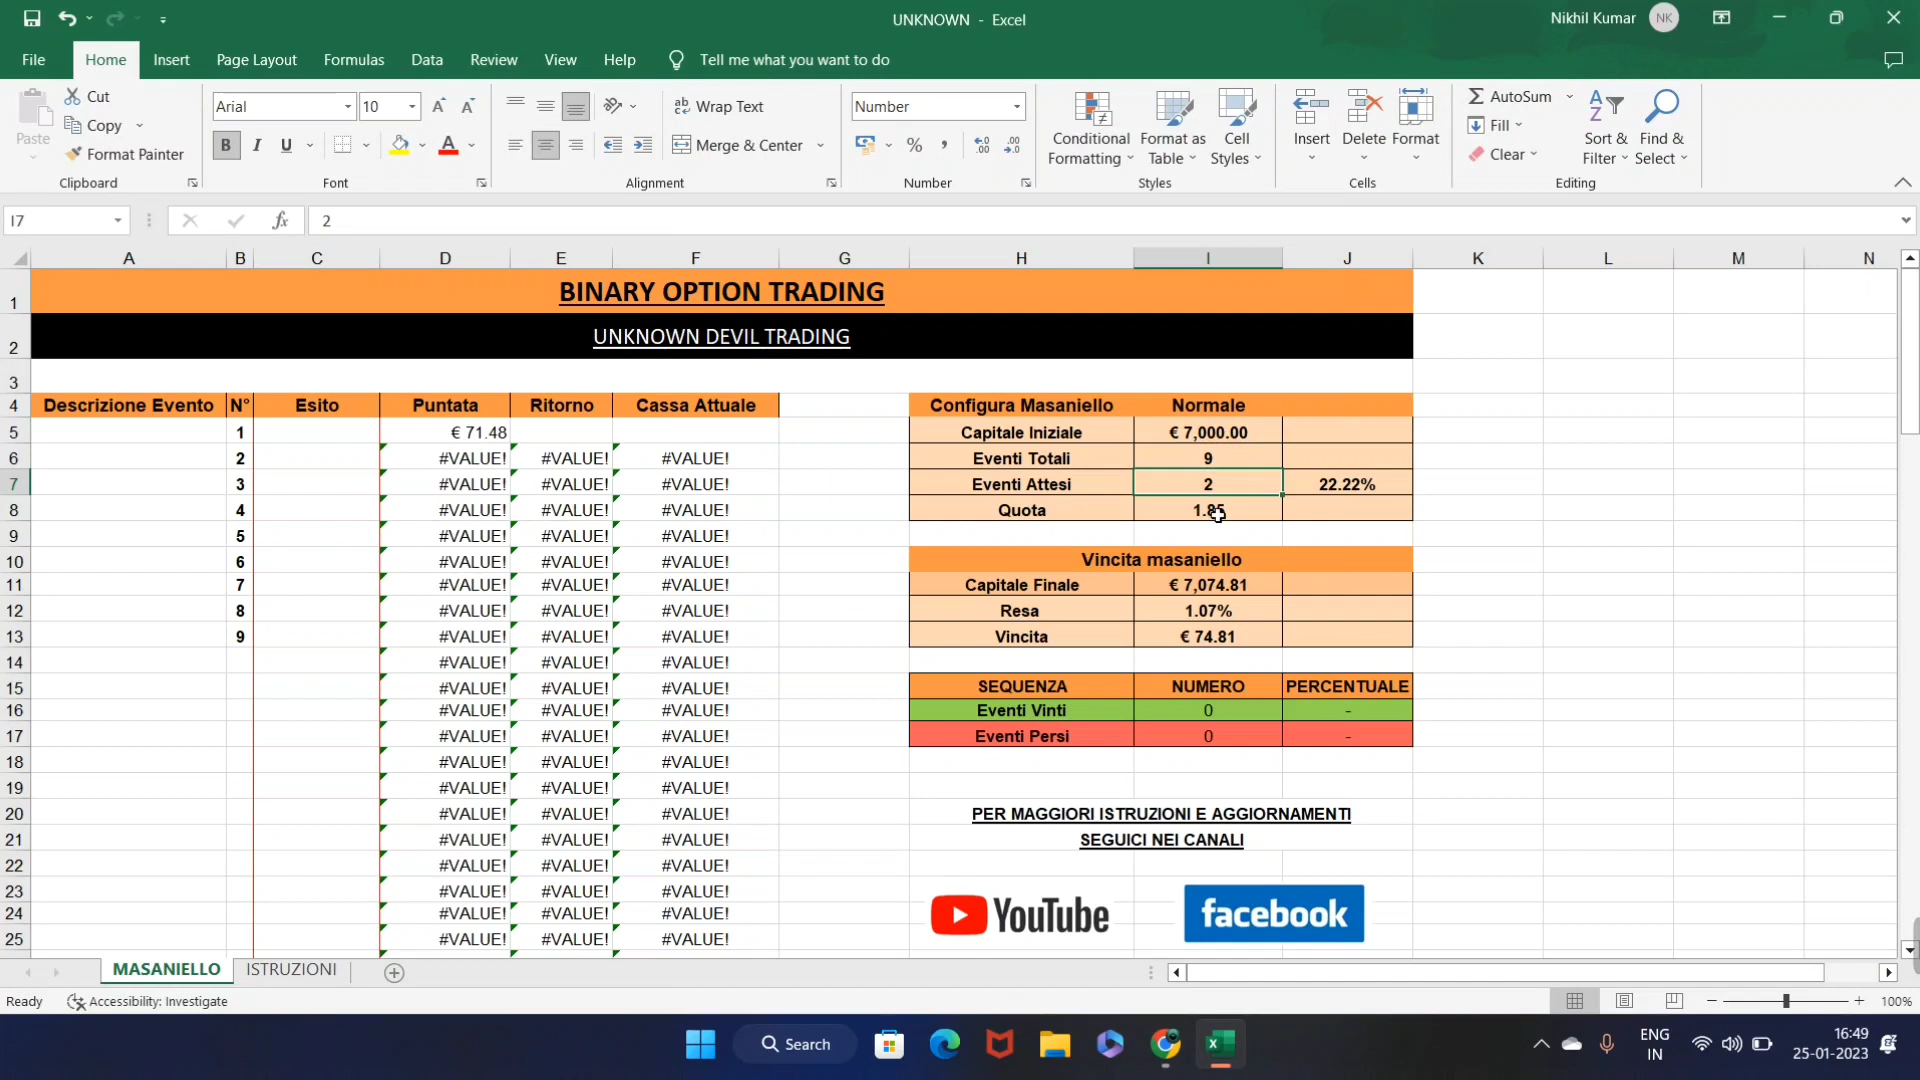 UNKNOWN - Excel
Nikhil Kumar NK
File Home Insert Page Layout Formulas Data Review View Help Tell me what you want to do
Paste Cut Copy Format Painter
Arial 10
B I U
Wrap Text
Merge & Center
Number
Conditional Formatting Format as Table Cell Styles
Insert Delete Format
AutoSum Fill Clear
Sort & Filter Find & Select
Clipboard Font Alignment Number Styles Cells Editing
I7 fx 2
A B C D E F G H I J K L M N
1 BINARY OPTION TRADING
2 UNKNOWN DEVIL TRADING
3
4 Descrizione Evento N° Esito Puntata Ritorno Cassa Attuale Configura Masaniello Normale
5 1 € 71.48 Capitale Iniziale € 7,000.00
6 2 #VALUE! #VALUE! #VALUE! Eventi Totali 9
7 3 #VALUE! #VALUE! #VALUE! Eventi Attesi 2 22.22%
8 4 #VALUE! #VALUE! #VALUE! Quota
9 5 #VALUE! #VALUE! #VALUE!
10 6 #VALUE! #VALUE! #VALUE! Vincita masaniello
11 7 #VALUE! #VALUE! #VALUE! Capitale Finale € 7,074.81
12 8 #VALUE! #VALUE! #VALUE! Resa 1.07%
13 9 #VALUE! #VALUE! #VALUE! Vincita € 74.81
14 #VALUE! #VALUE! #VALUE!
15 #VALUE! #VALUE! #VALUE! SEQUENZA NUMERO PERCENTUALE
16 #VALUE! #VALUE! #VALUE! Eventi Vinti 0 -
17 #VALUE! #VALUE! #VALUE! Eventi Persi 0 -
18 #VALUE! #VALUE! #VALUE!
19 #VALUE! #VALUE! #VALUE!
20 #VALUE! #VALUE! #VALUE! PER MAGGIORI ISTRUZIONI E AGGIORNAMENTI
21 #VALUE! #VALUE! #VALUE! SEGUICI NEI CANALI
22 #VALUE! #VALUE! #VALUE!
23 #VALUE! #VALUE! #VALUE! YouTube facebook
24 #VALUE! #VALUE! #VALUE!
25 #VALUE! #VALUE! #VALUE!
MASANIELLO ISTRUZIONI
Ready Accessibility: Investigate 100%
Search
ENG IN
16:49
25-01-2023